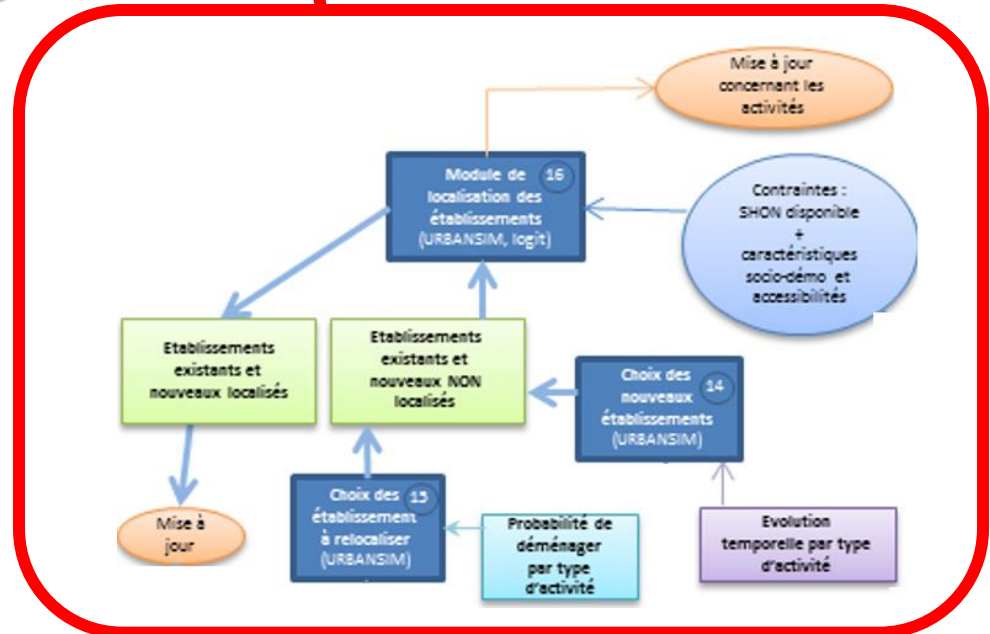 Mise à jour
concernant les
activités
Module de 16
localisation des
établissements
(URBANSIM, logit)
Contraintes :
SHON disponible
+
caractéristiques
socio-démo et
accessibilités
Etablissements
existants et
nouveaux localisés
Etablissements
existants et
nouveaux NON
localisés
Choix des 14
nouveaux
établissements
(URBANSIM)
Choix des 15
établissement
à relocaliser
(URBANSIM)
Mise à
jour
Probabilité de
déménager
par type
d'activité
Evolution
temporelle par type
d'activité